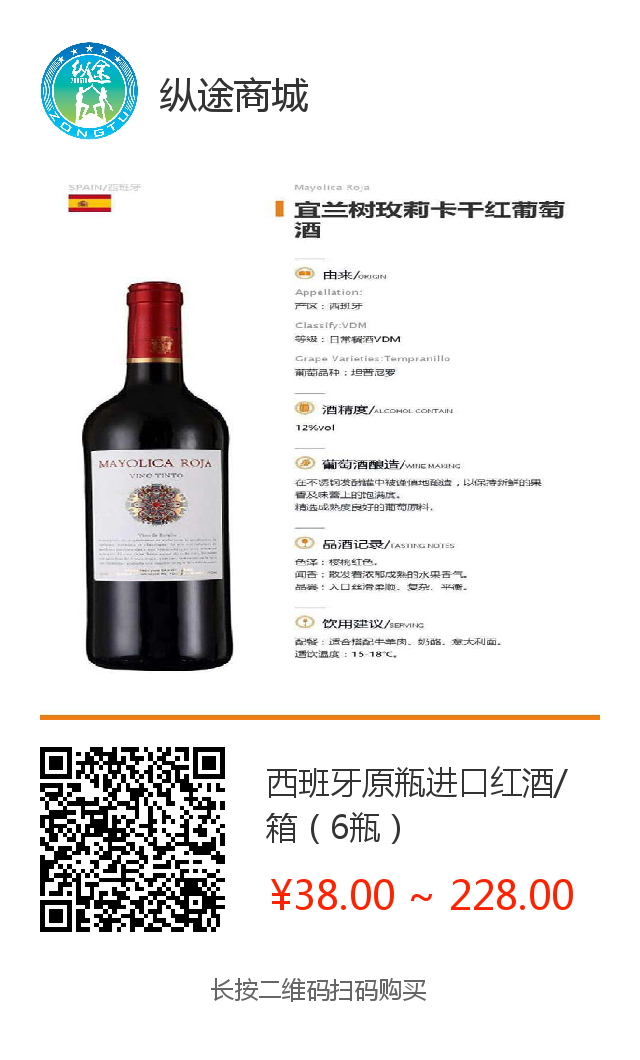 纵途
ZONGTU
纵途商城
SPAIN/西班牙
Mayolica Roja
宜兰树玫莉卡干红葡萄
酒
由来/ORIGIN
Appellation:
产区：西班牙
Classify:VDM
等级：日常餐酒VDM
Grape Varieties:Tempranillo
葡萄品种：坦普尼罗
酒精度/ALCOHOL CONTAIN
12%vol
葡萄酒酿造/WINE MAKING
在不锈钢发酵罐中被谨慎地酿造，以保持新鲜的果
香及味蕾上的饱满度。
精选成熟度良好的葡萄原料。
品酒记录/TASTING NOTES
色泽：樱桃红色。
闻香：散发着浓郁成熟的水果香气。
品尝：入口丝滑柔顺、复杂、平衡。
饮用建议/SERVING
配餐：适合搭配牛羊肉、奶酪、意大利面。
适饮温度：15-18℃。
MAYOLICA ROJA
VINO TINTO
西班牙原瓶进口红酒/
箱（6瓶）
¥38.00 ~ 228.00
长按二维码扫码购买